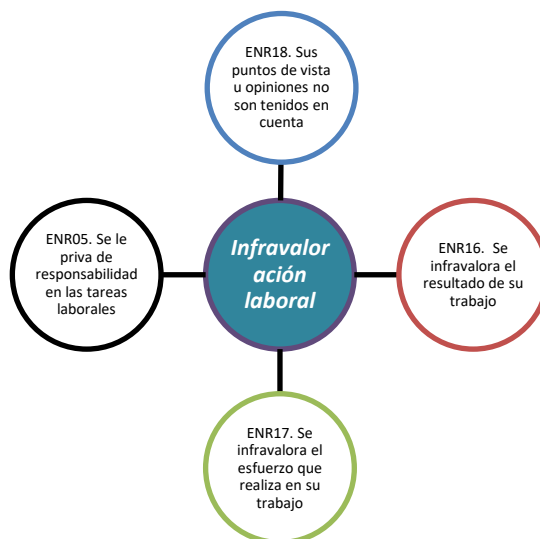 ENR18. Sus
puntos de vista
u opiniones no
son tenidos en
cuenta
ENR05. Se le
priva de
responsabilidad
en las tareas
laborales
Infravalor
ación
laboral
ENR16. Se
infravalora el
resultado de su
trabajo
ENR17. Se
infravalora el
esfuerzo que
realiza en su
trabajo